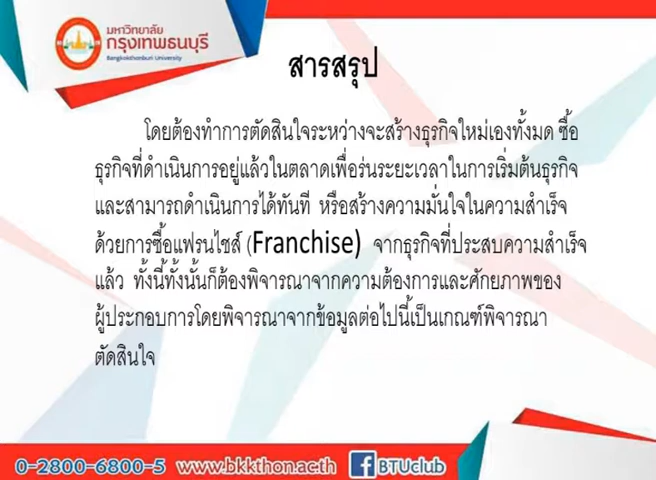 มหาวิทยาลัย
กรุงเทพธนบุรี
Bangkokthonburi University
สารสรุป
โดยต้องทำการตัดสินใจระหว่างจะสร้างธุรกิจใหม่เองทั้งมด ซื้อ
ธุรกิจที่ดำเนินการอยู่แล้วในตลาดเพื่อร่นระยะเวลาในการเริ่มต้นธุรกิจ
และสามารถดำเนินการได้ทันที หรือสร้างความมั่นใจในความสำเร็จ
ด้วยการซื้อแฟรนไชส์ (Franchise) จากธุรกิจที่ประสบความสำเร็จ
แล้ว ทั้งนี้ทั้งนั้นก็ต้องพิจารณาจากความต้องการและศักยภาพของ
ผู้ประกอบการโดยพิจารณาจากข้อมูลต่อไปนี้เป็นเกณฑ์พิจารณา
ตัดสินใจ
0-2800-6800-5 www.bkkthon.ac.th f BTUclub